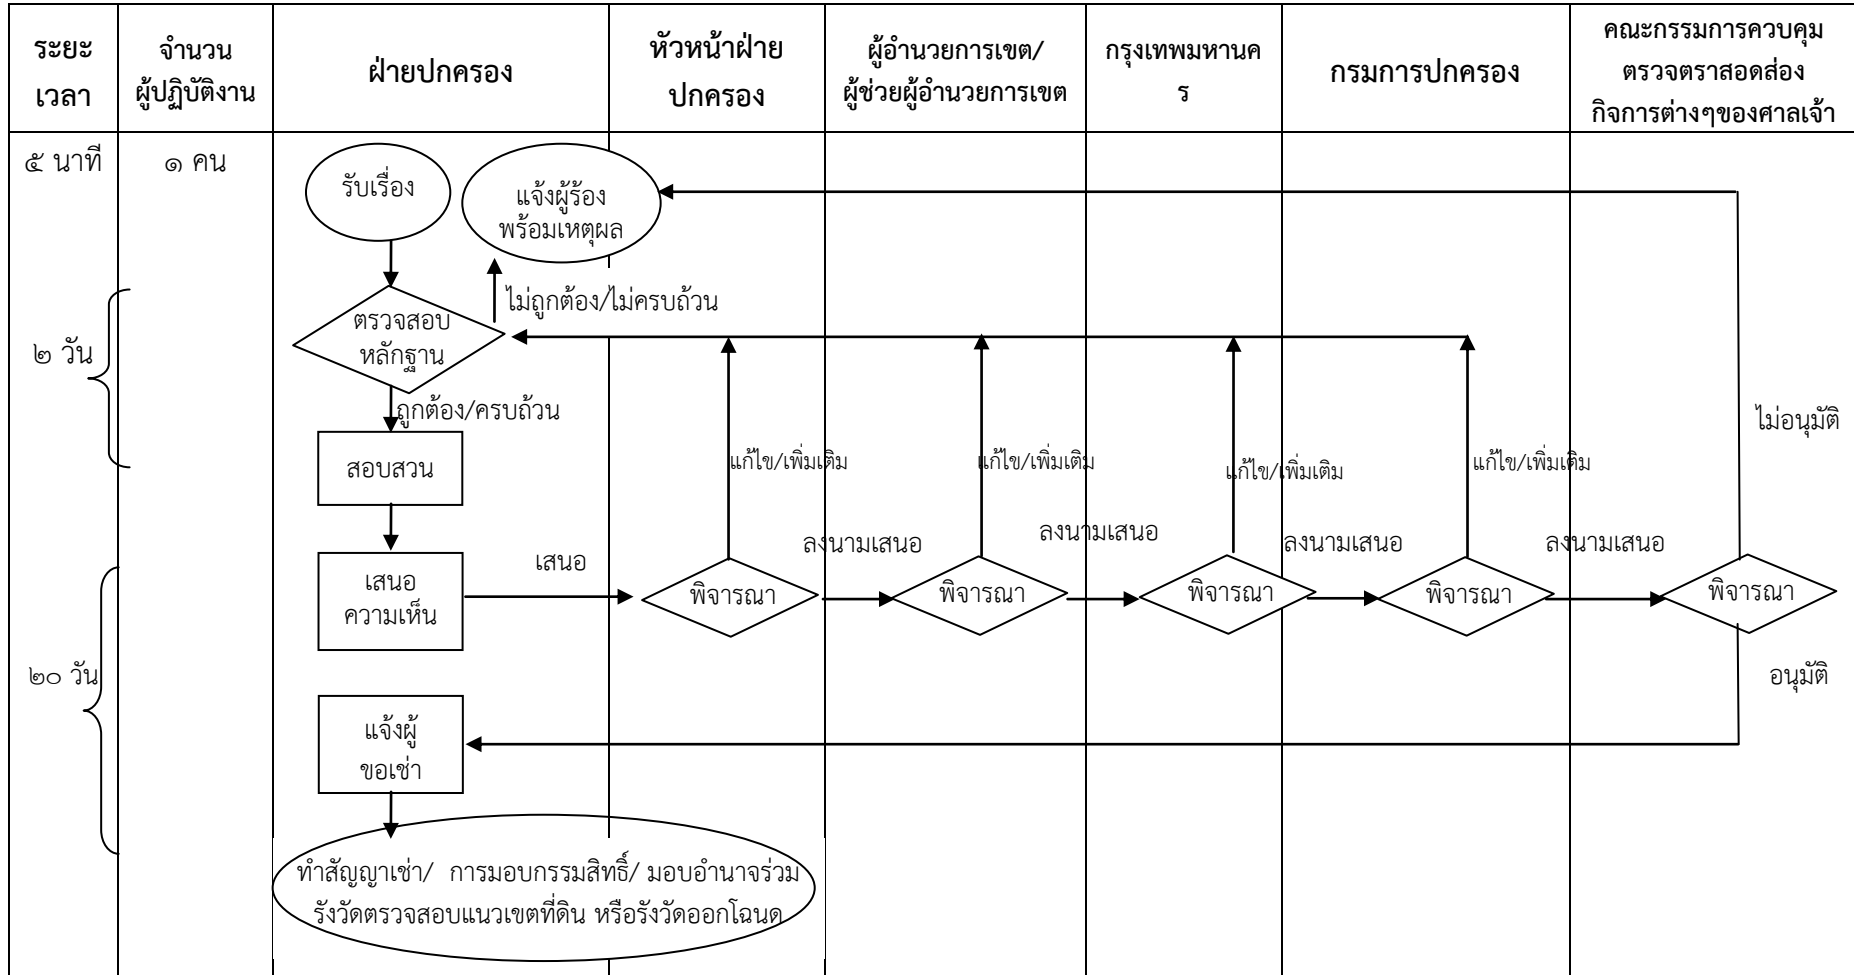 ระยะ
เวลา
จำนวน
ผู้ปฏิบัติงาน
ฝ่ายปกครอง
หัวหน้าฝ่าย
ปกครอง
ผู้อำนวยการเขต/
ผู้ช่วยผู้อำนวยการเขต
กรุงเทพมหานค
ร
กรมการปกครอง
คณะกรรมการควบคุม
ตรวจตราสอดส่อง
กิจการต่างๆของศาลเจ้า
๕ นาที
๑ คน
รับเรื่อง
แจ้งผู้ร้อง
พร้อมเหตุผล
ไม่ถูกต้อง/ไม่ครบถ้วน
ตรวจสอบ
หลักฐาน
๒ วัน
ถูกต้อง/ครบถ้วน
ไม่อนุมัติ
สอบสวน
แก้ไข/เพิ่มเติม
แก้ไข/เพิ่มเติม
แก้ไข/เพิ่มเติม
แก้ไข/เพิ่มเติม
เสนอ
ลงนามเสนอ
ลงนามเสนอ
ลงนามเสนอ
ลงนามเสนอ
เสนอ
ความเห็น
พิจารณา
พิจารณา
พิจารณา
พิจารณา
พิจารณา
๒๐ วัน
อนุมัติ
แจ้งผู้
ขอเช่า
ทำสัญญาเช่า/ การมอบกรรมสิทธิ์/ มอบอำนาจร่วม
รังวัดตรวจสอบแนวเขตที่ดิน หรือรังวัดออกโฉนด